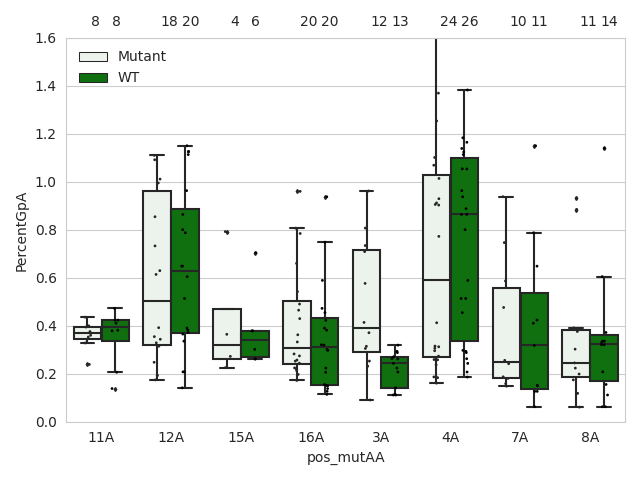 8 8 18 20 4 6 20 20 12 13 24 26 10 11 11 14
1.6
1.4
1.2
1.0
0.8
0.6
0.4
0.2
0.0
PercentGpA
Mutant
WT
11A 12A 15A 16A 3A 4A 7A 8A
pos_mutAA